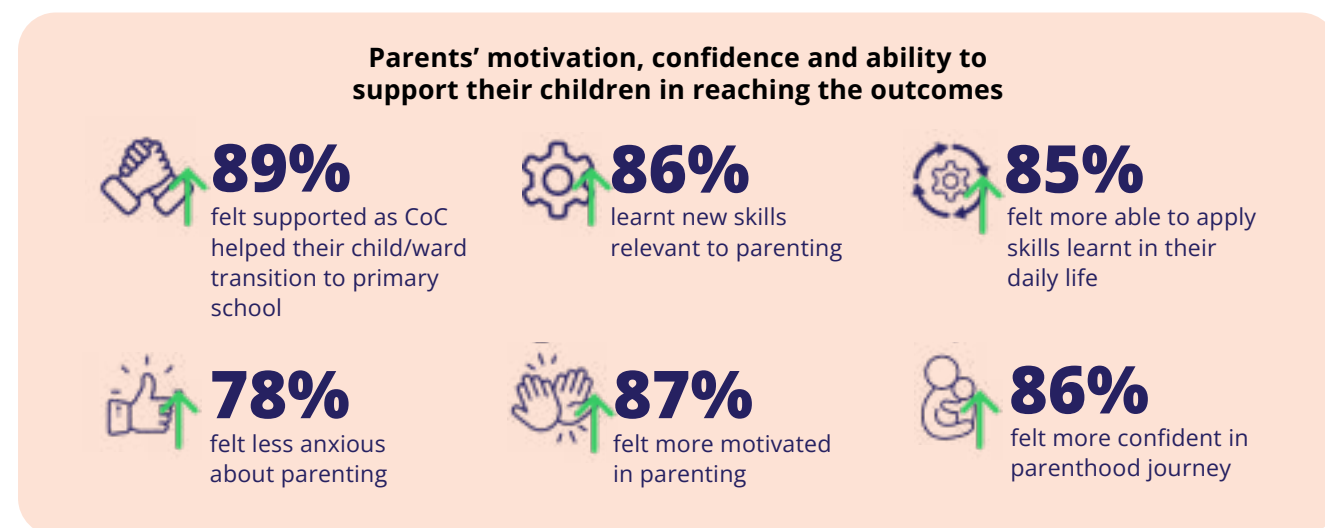 Parents’ motivation, confidence and ability to
support their children in reaching the outcomes
89%
felt supported as CoC
helped their child/ward
transition to primary
school
86%
learnt new skills
relevant to parenting
85%
felt more able to apply
skills learnt in their
daily life
78%
felt less anxious
about parenting
87%
felt more motivated
in parenting
86%
felt more confident in
parenthood journey